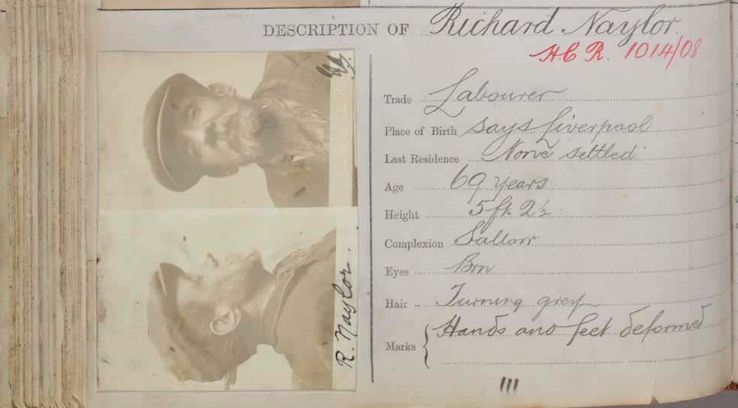 DESCRIPTION OF Richard Naylor.
H C R. 1014/08
Trade Labourer
Place of Birth says Liverpool
Last Residence None settled
Age 69 years
Height 5 ft 2½
Complexion Sallow
Eyes Brn
Hair Turning grey
Marks Hands and feet deformed
R. Naylor.